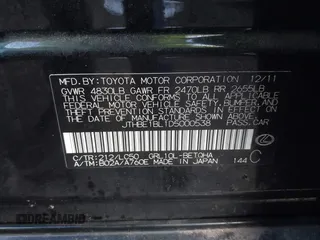 MFD.BY:TOYOTA MOTOR CORPORATION 12/11
GVWR 4830LB GAWR FR 2470LB RR 2655LB
THIS VEHICLE CONFORMS TO ALL APPLICABLE
FEDERAL MOTOR VEHICLE SAFETY, BUMPER, AND
THEFT PREVENTION STANDARDS IN EFFECT ON
THE DATE OF MANUFACTURE SHOWN ABOVE.
JTHBE1BL1D5000538 PASS. CAR
C/TR:212/LC50 GRL10L-BETQHA
A/TM:B02A/A760E MADE IN JAPAN 144 C
DREAMBID